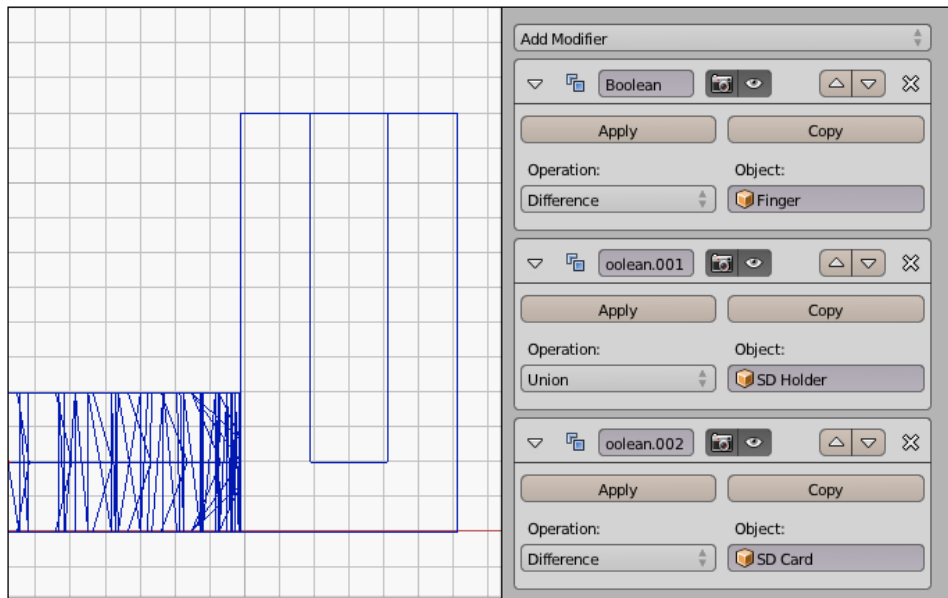 Add Modifier
Boolean
Apply Copy
Operation: Object:
Difference Finger
oolean.001
Apply Copy
Operation: Object:
Union SD Holder
oolean.002
Apply Copy
Operation: Object:
Difference SD Card